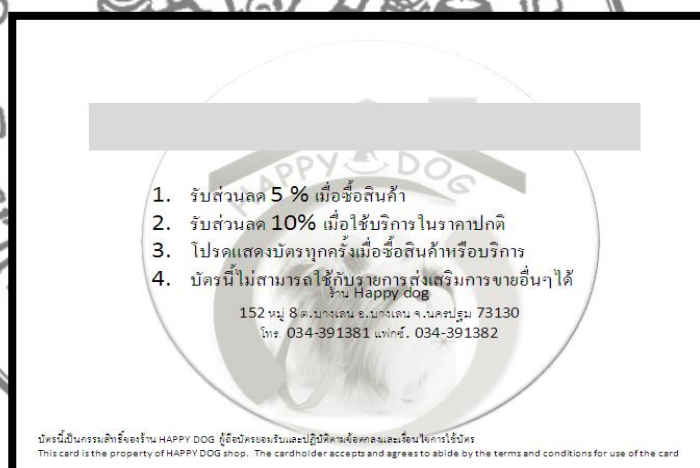 HAPPY DOG
1. รับส่วนลด 5 % เมื่อซื้อสินค้า
2. รับส่วนลด 10% เมื่อใช้บริการในราคาปกติ
3. โปรดแสดงบัตรทุกครั้งเมื่อซื้อสินค้าหรือบริการ
4. บัตรนี้ไม่สามารถใช้กับรายการส่งเสริมการขายอื่นๆได้
ร้าน Happy dog
152 หมู่ 8 ต.บางเลน อ.บางเลน จ.นครปฐม 73130
โทร. 034-391381 แฟกซ์. 034-391382
บัตรนี้เป็นกรรมสิทธิ์ของร้าน HAPPY DOG ผู้ถือบัตรยอมรับและปฏิบัติตามข้อตกลงและเงื่อนไขการใช้บัตร
This card is the property of HAPPY DOG shop. The cardholder accepts and agrees to abide by the terms and conditions for use of the card